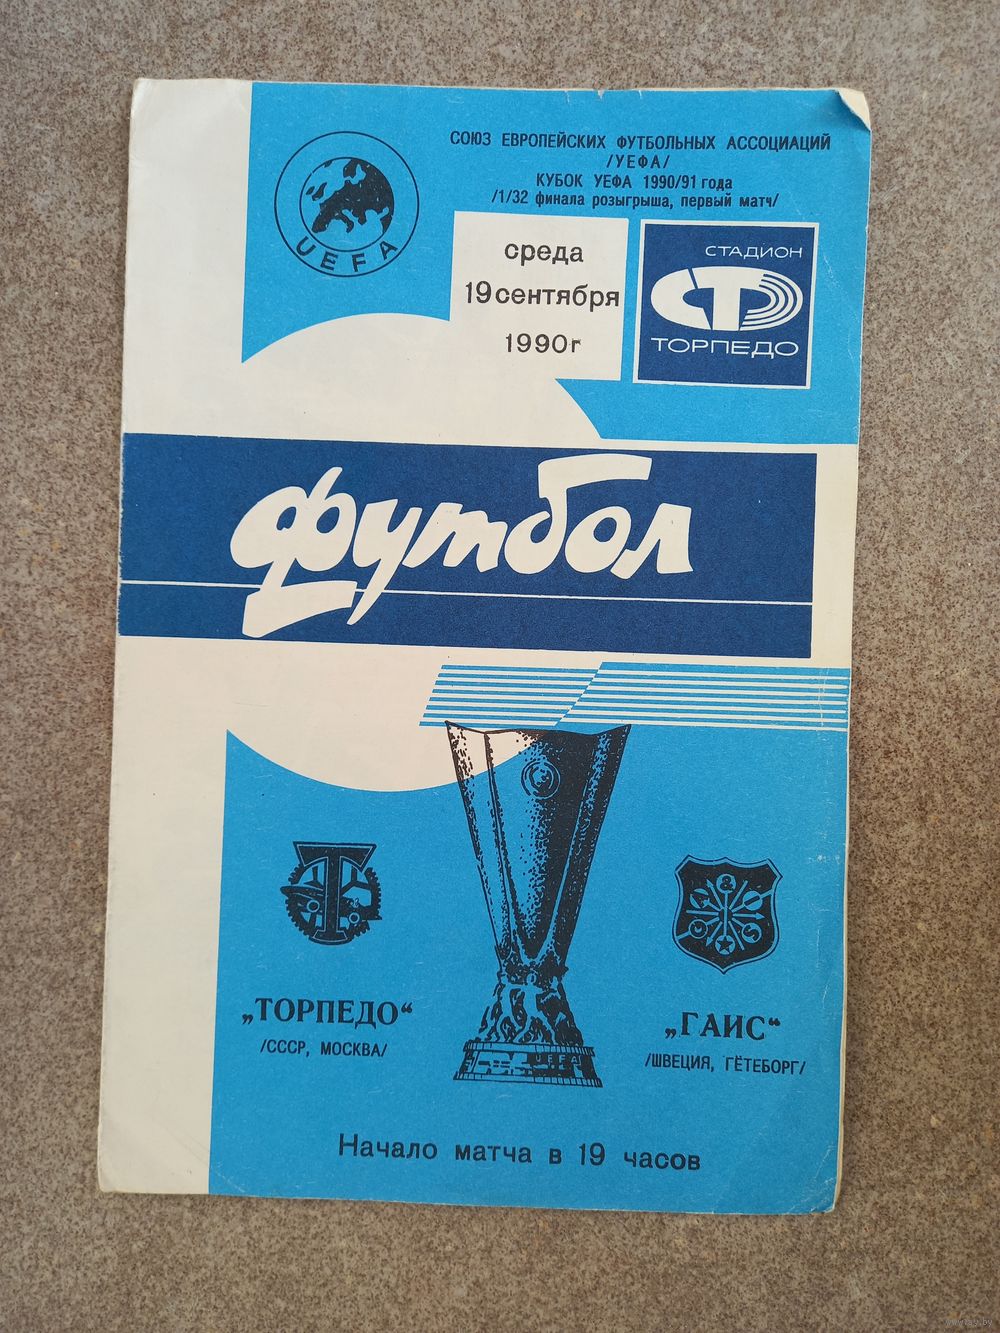 СОЮЗ ЕВРОПЕЙСКИХ ФУТБОЛЬНЫХ АССОЦИАЦИЙ
/УЕФА/
КУБОК УЕФА 1990/91 года
/1/32 финала розыгрыша, первый матч/
UEFA
среда
19 сентября
1990г
СТАДИОН
ТОРПЕДО
футбол
UEFA
„ТОРПЕДО“
/СССР, МОСКВА/
„ГАИС“
/ШВЕЦИЯ, ГЁТЕБОРГ/
Начало матча в 19 часов